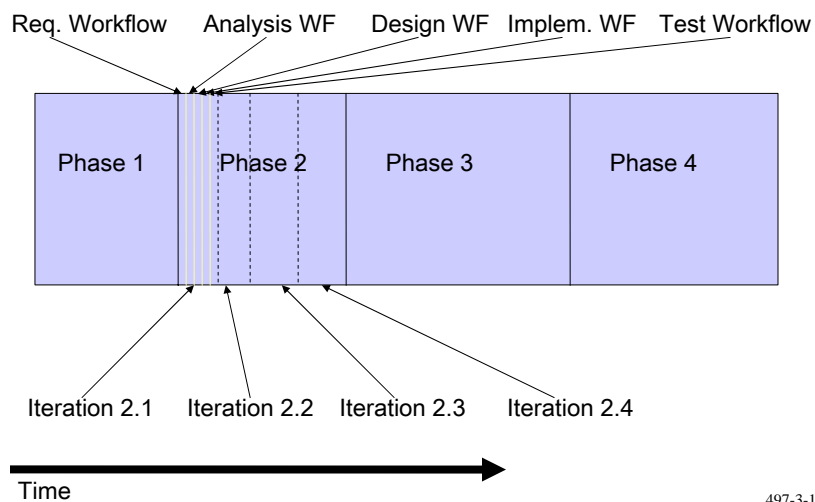 Req. Workflow Analysis WF Design WF Implem. WF Test Workflow
Phase 1 Phase 2 Phase 3 Phase 4
Iteration 2.1 Iteration 2.2 Iteration 2.3 Iteration 2.4
Time
497-3-1